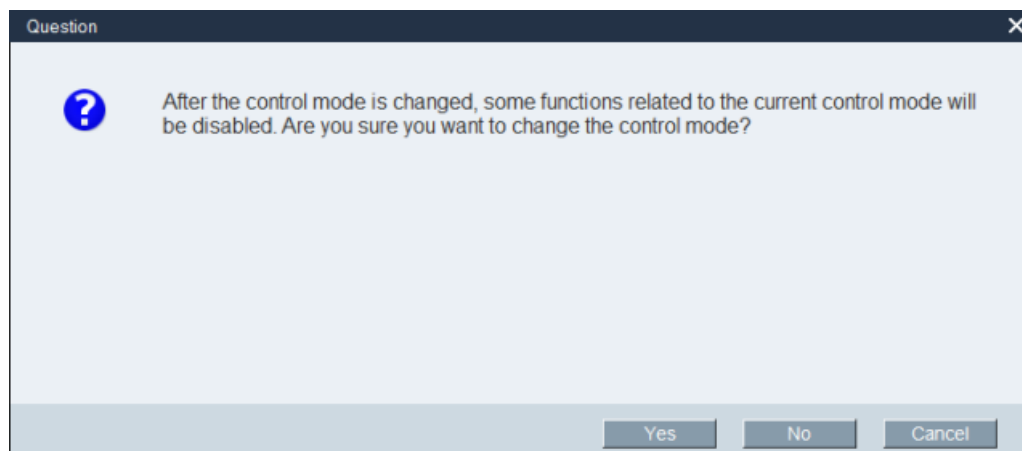 Question
After the control mode is changed, some functions related to the current control mode will
be disabled. Are you sure you want to change the control mode?
Yes No Cancel